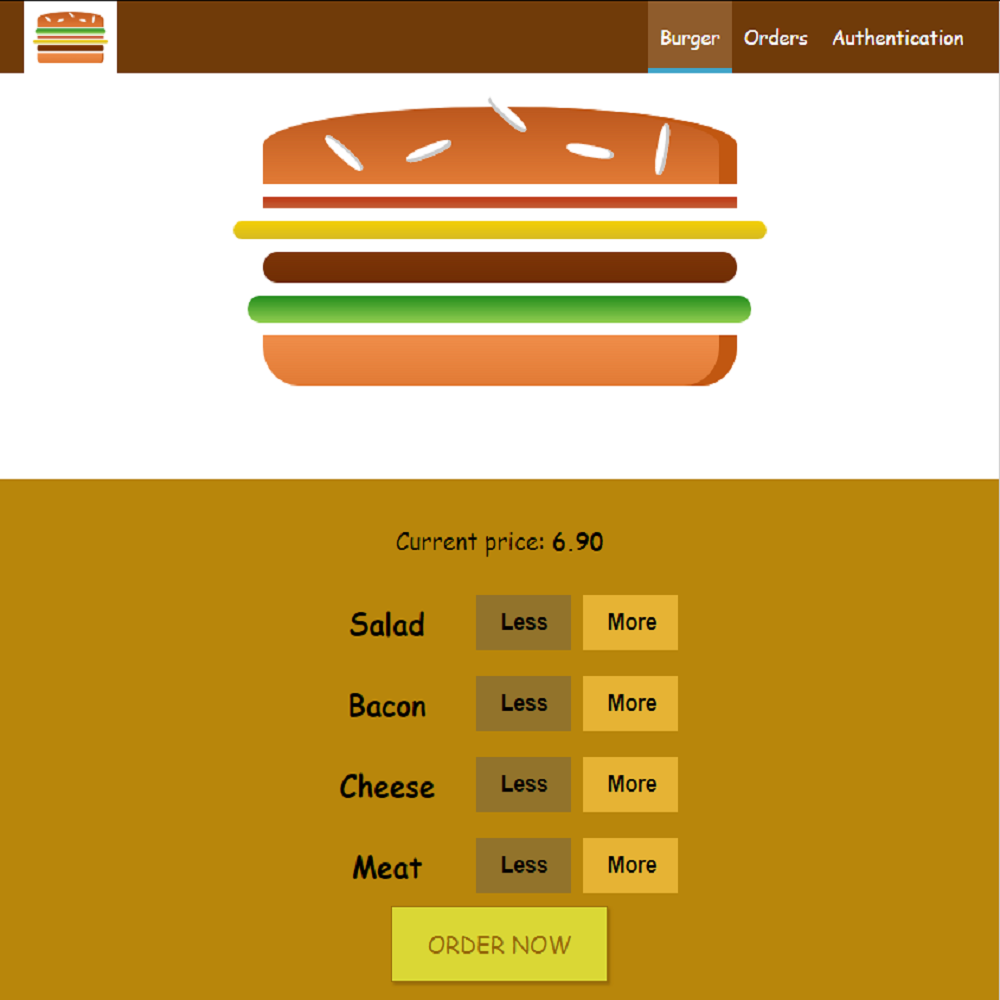 Burger Orders Authentication
Current price: 6.90
Salad Less More
Bacon Less More
Cheese Less More
Meat Less More
ORDER NOW